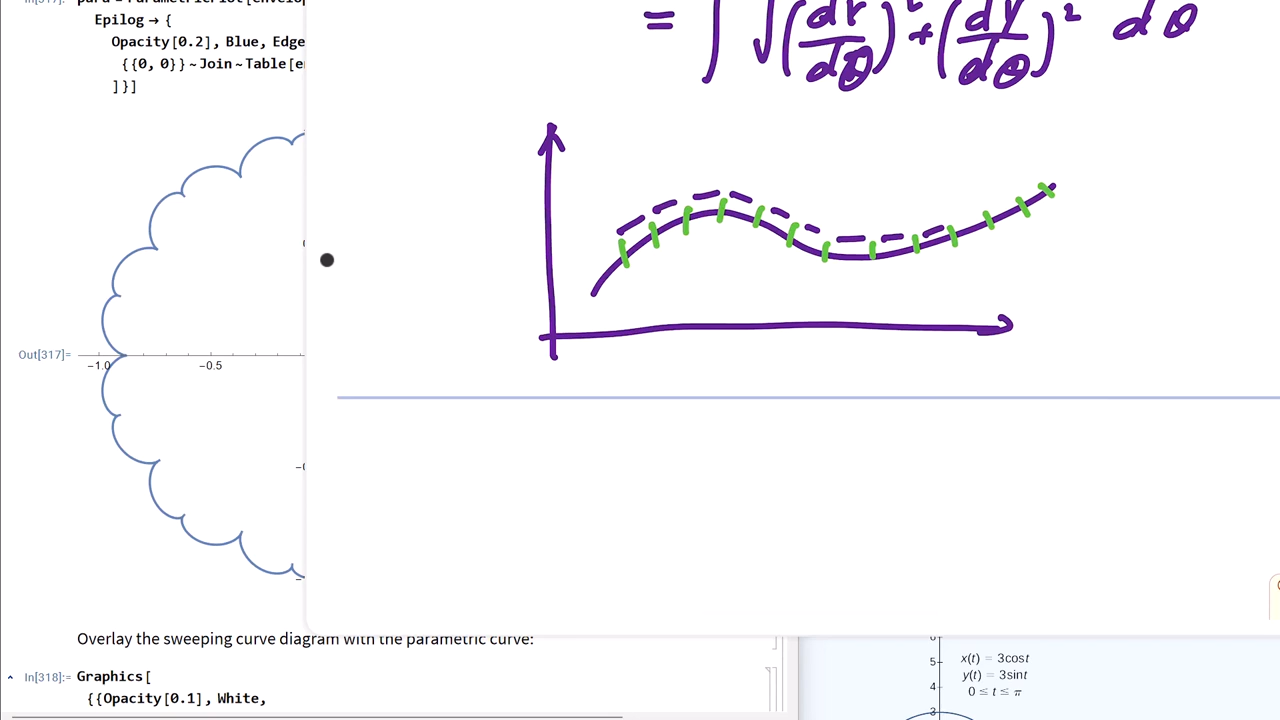 Epilog → {
Opacity[0.2], Blue, Edge
{{0, 0}} ~ Join ~ Table[e
]}]
= ∫ √(dr/dθ)² + (dy/dθ)² dθ
Out[317]=
-1.0
-0.5
Overlay the sweeping curve diagram with the parametric curve:
In[318]:= Graphics[
{{Opacity[0.1], White,
5
4
3
x(t) = 3cost
y(t) = 3sint
0 ≤ t ≤ π